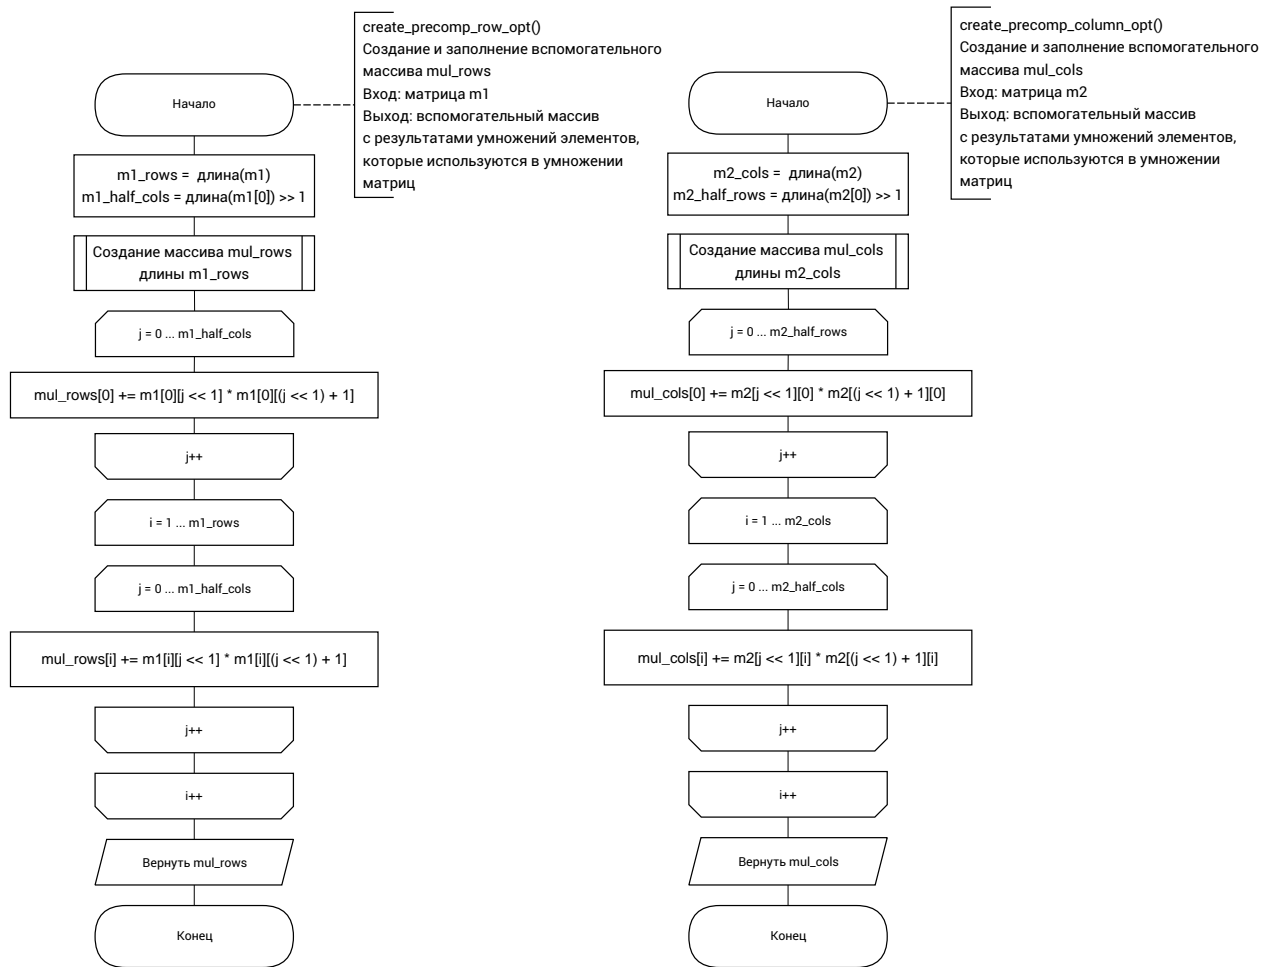 create_precomp_row_opt()
Создание и заполнение вспомогательного
массива mul_rows
Вход: матрица m1
Выход: вспомогательный массив
с результатами умножений элементов,
которые используются в умножении
матриц
Начало
m1_rows = длина(m1)
m1_half_cols = длина(m1[0]) >> 1
Создание массива mul_rows
длины m1_rows
j = 0 ... m1_half_cols
mul_rows[0] += m1[0][j << 1] * m1[0][(j << 1) + 1]
j++
i = 1 ... m1_rows
j = 0 ... m1_half_cols
mul_rows[i] += m1[i][j << 1] * m1[i][(j << 1) + 1]
j++
i++
Вернуть mul_rows
Конец
create_precomp_column_opt()
Создание и заполнение вспомогательного
массива mul_cols
Вход: матрица m2
Выход: вспомогательный массив
с результатами умножений элементов,
которые используются в умножении
матриц
Начало
m2_cols = длина(m2)
m2_half_rows = длина(m2[0]) >> 1
Создание массива mul_cols
длины m2_cols
j = 0 ... m2_half_rows
mul_cols[0] += m2[j << 1][0] * m2[(j << 1) + 1][0]
j++
i = 1 ... m2_cols
j = 0 ... m2_half_cols
mul_cols[i] += m2[j << 1][i] * m2[(j << 1) + 1][i]
j++
i++
Вернуть mul_cols
Конец